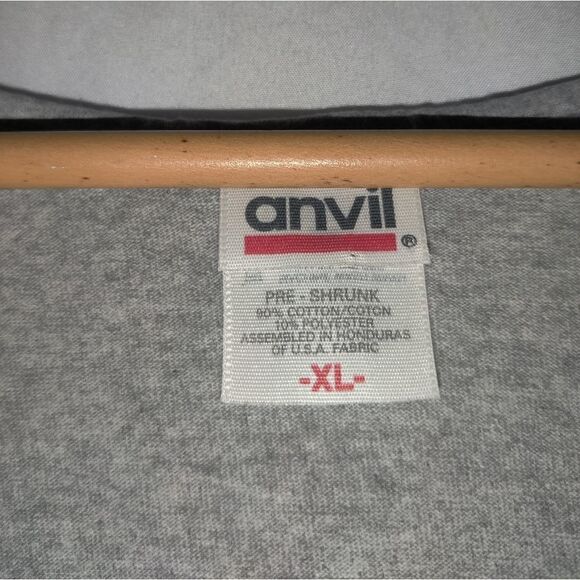 anvil
®
PRE - SHRUNK
90% COTTON/COTON
10% POLYESTER
ASSEMBLED IN HONDURAS
OF U.S.A. FABRIC
-XL-